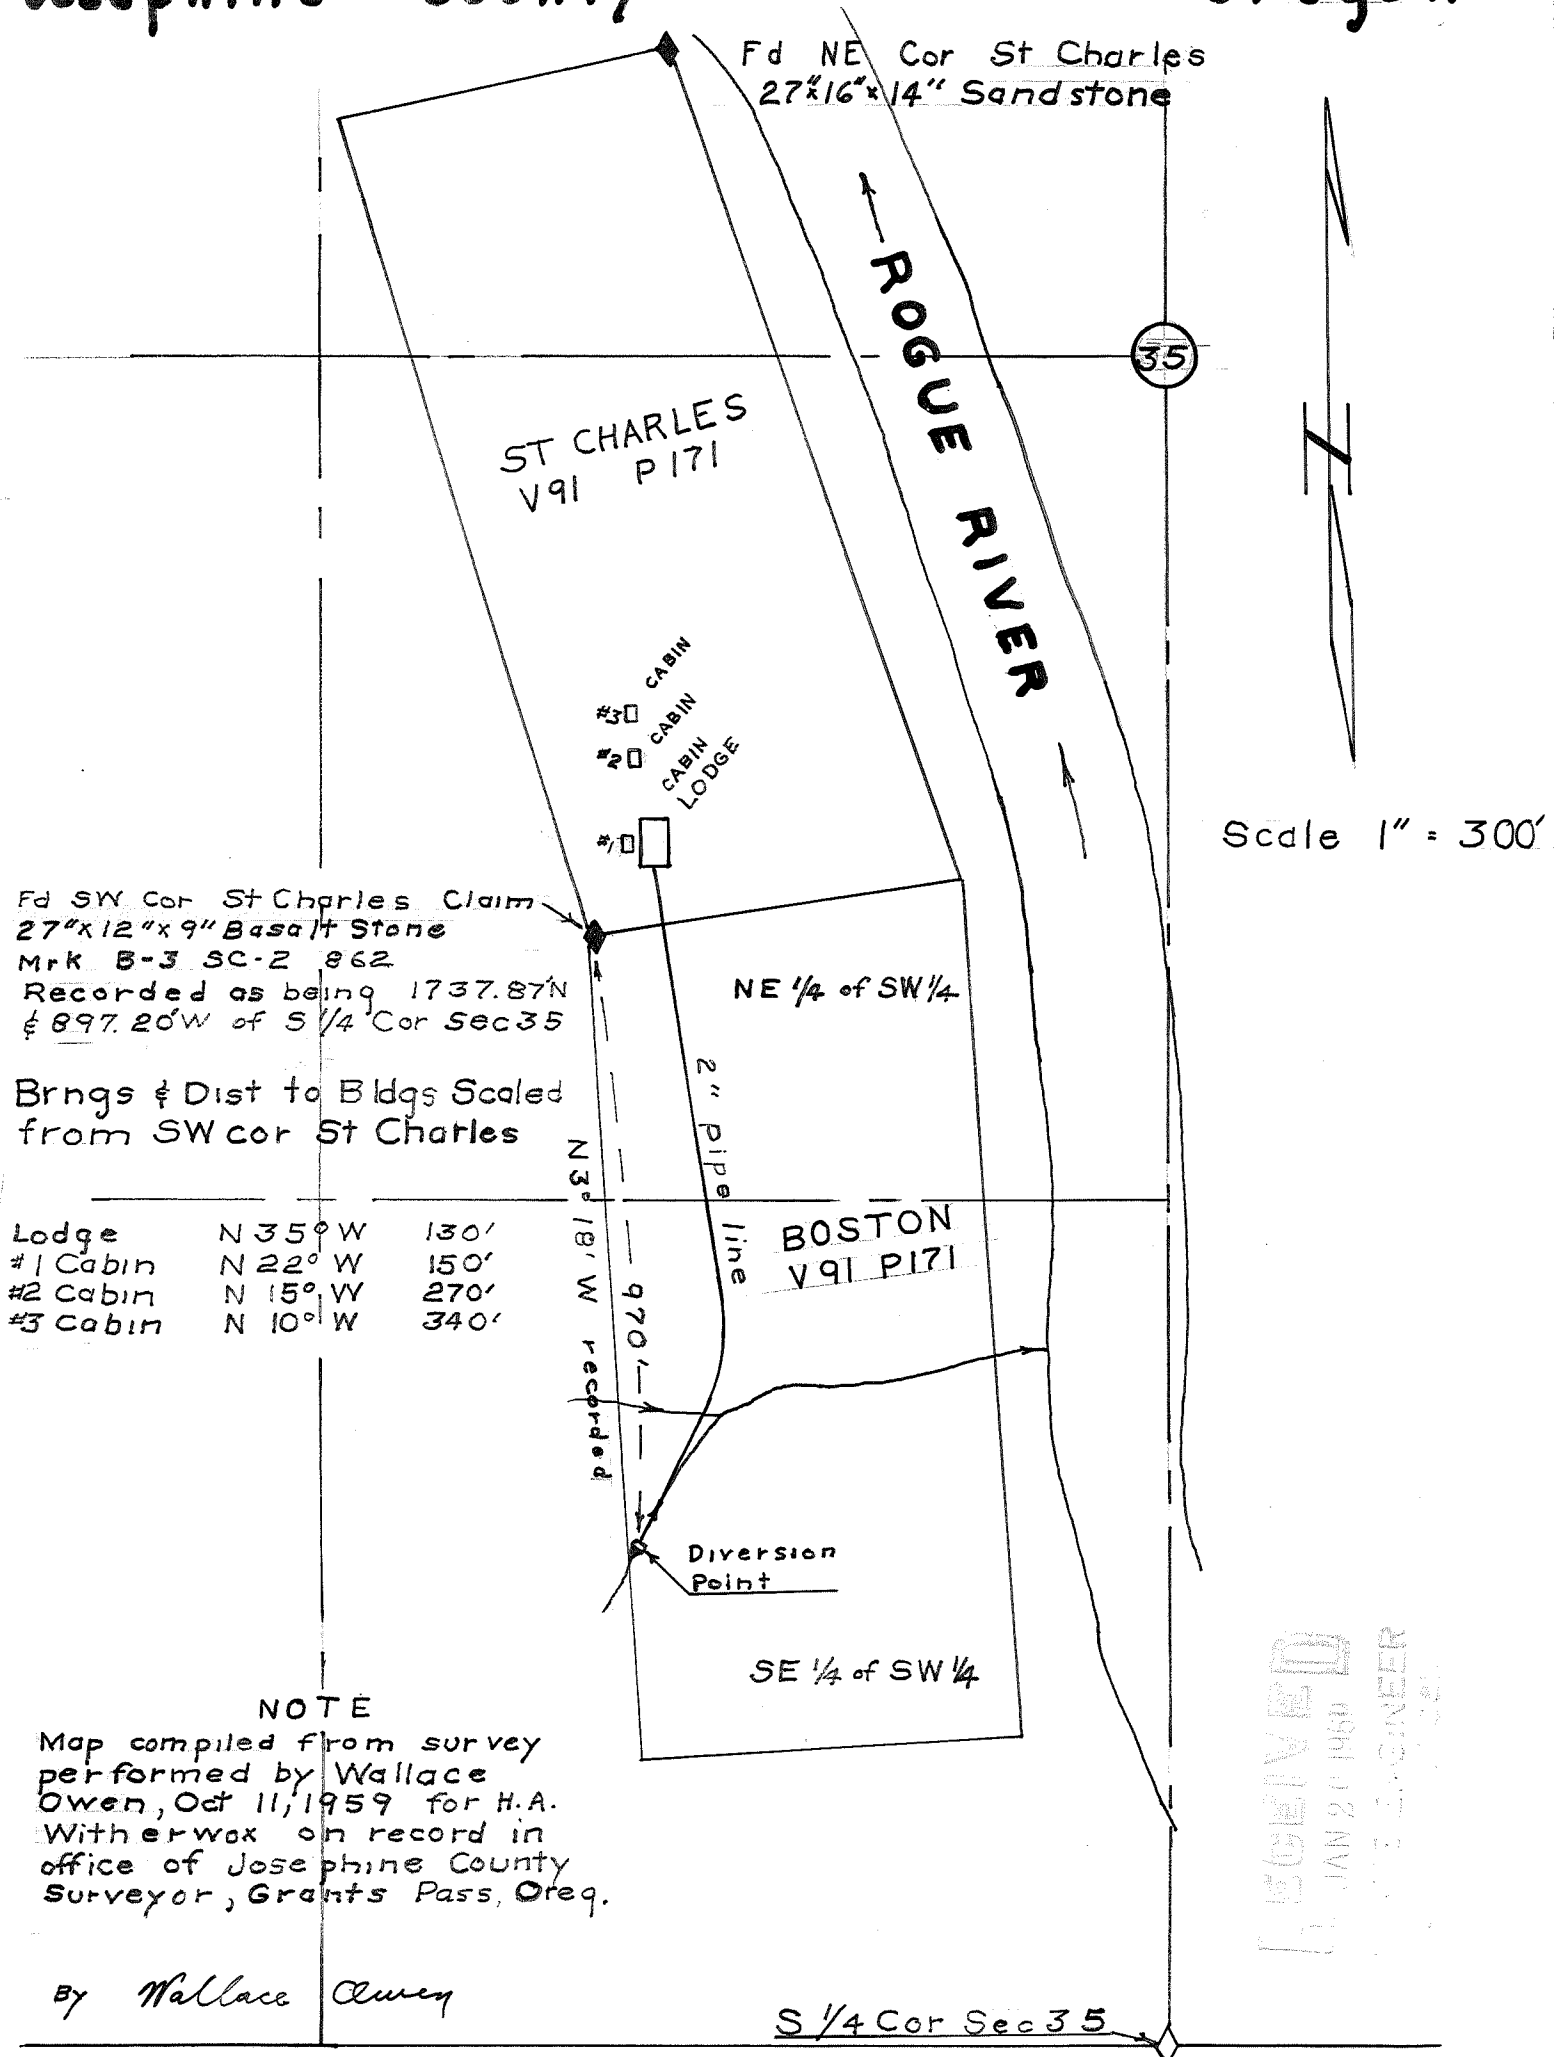 Josephine County Oregon
Fd NE Cor St Charles
27"x16"x14" Sandstone
ROGUE RIVER
35
ST CHARLES
V91 P171
CABIN
#3
CABIN
#2
CABIN
LODGE
#1
Scale 1" = 300'
Fd SW Cor St Charles Claim
27"x12"x9" Basalt Stone
Mrk B-3 SC-2 862
Recorded as being 1737.87'N
& 897.20'W of S 1/4 Cor Sec 35
NE 1/4 of SW 1/4
Brngs & Dist to Bldgs Scaled
from SW cor St Charles
2" pipe line
N 3° 18' W recorded
970'
Lodge N 35° W 130'
#1 Cabin N 22° W 150'
#2 Cabin N 15° W 270'
#3 Cabin N 10° W 340'
BOSTON
V91 P171
Diversion
Point
SE 1/4 of SW 1/4
NOTE
Map compiled from survey
performed by Wallace
Owen, Oct 11, 1959 for H.A.
Witherwox on record in
office of Josephine County
Surveyor, Grants Pass, Oreg.
By Wallace Owen
S 1/4 Cor Sec 35
RECEIVED
ENGINEER